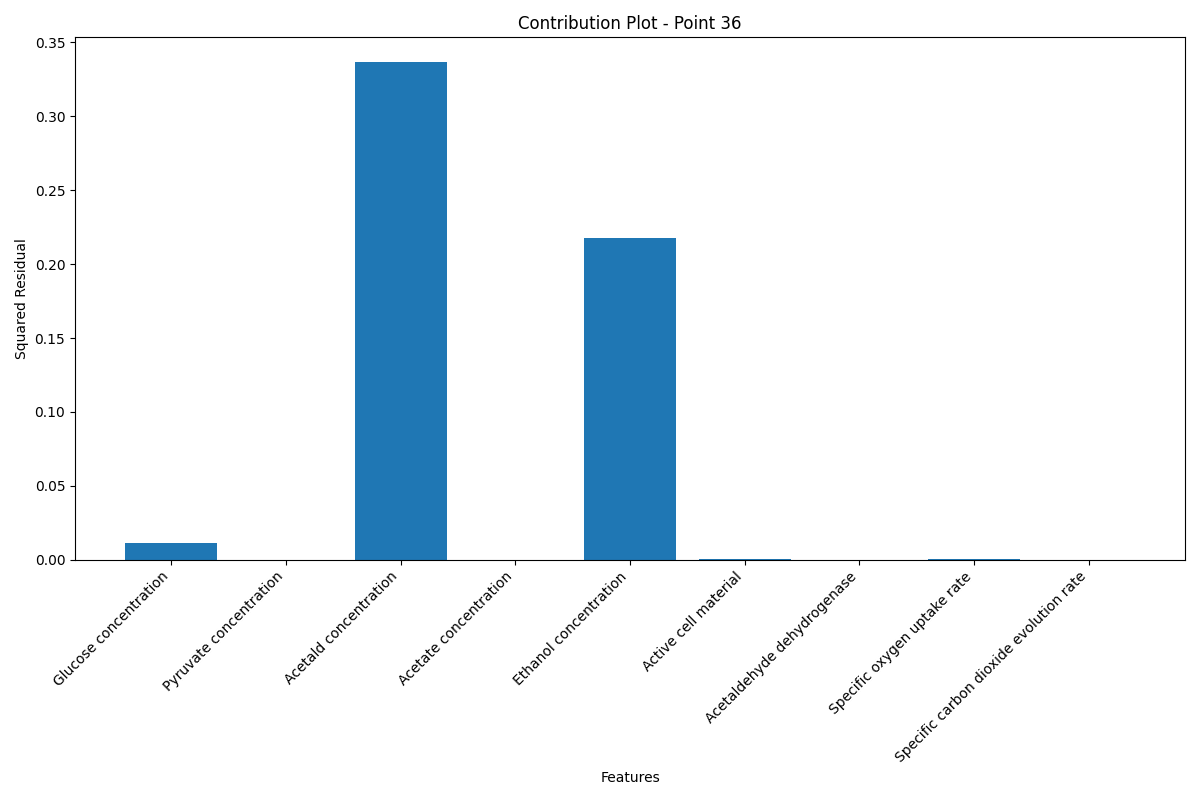 Contribution Plot - Point 36
0.35
0.30
0.25
0.20
0.15
0.10
0.05
0.00
Squared Residual
Glucose concentration
Pyruvate concentration
Acetald concentration
Acetate concentration
Ethanol concentration
Active cell material
Acetaldehyde dehydrogenase
Specific oxygen uptake rate
Specific carbon dioxide evolution rate
Features